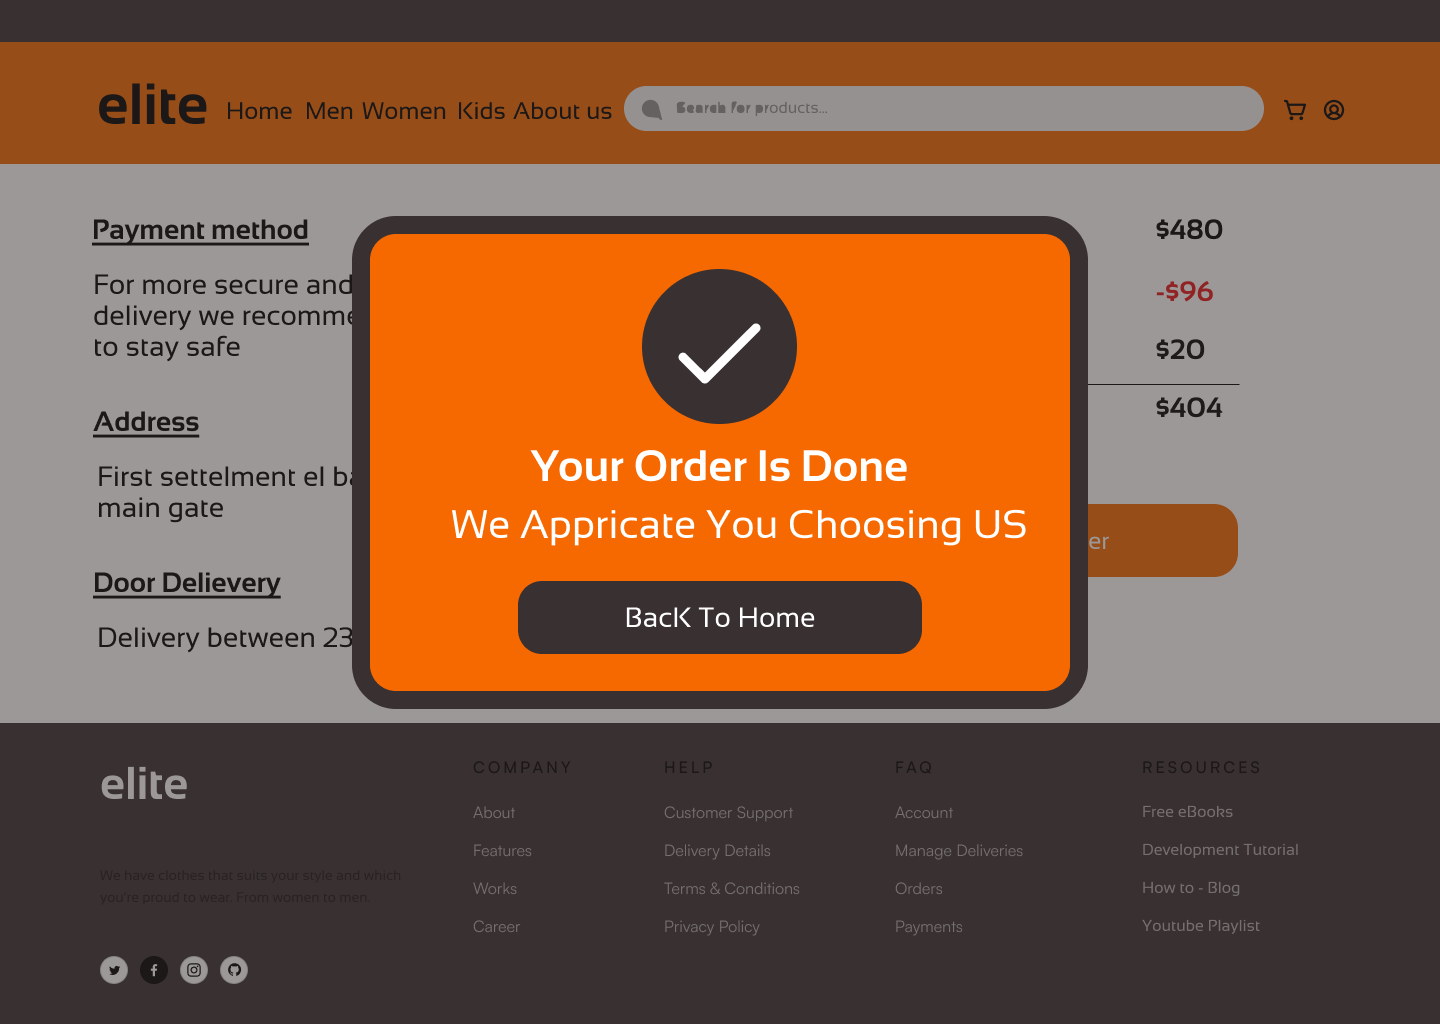 elite
Home Men Women Kids About us
Search for products...
Payment method
For more secure and
delivery we recomme
to stay safe
Address
First settelment el ba
main gate
Door Delievery
Delivery between 23
$480
-$96
$20
$404
er
Your Order Is Done
We Appricate You Choosing US
BacK To Home
elite
We have clothes that suits your style and which
you're proud to wear. From women to men.
COMPANY
About
Features
Works
Career
HELP
Customer Support
Delivery Details
Terms & Conditions
Privacy Policy
FAQ
Account
Manage Deliveries
Orders
Payments
RESOURCES
Free eBooks
Development Tutorial
How to - Blog
Youtube Playlist